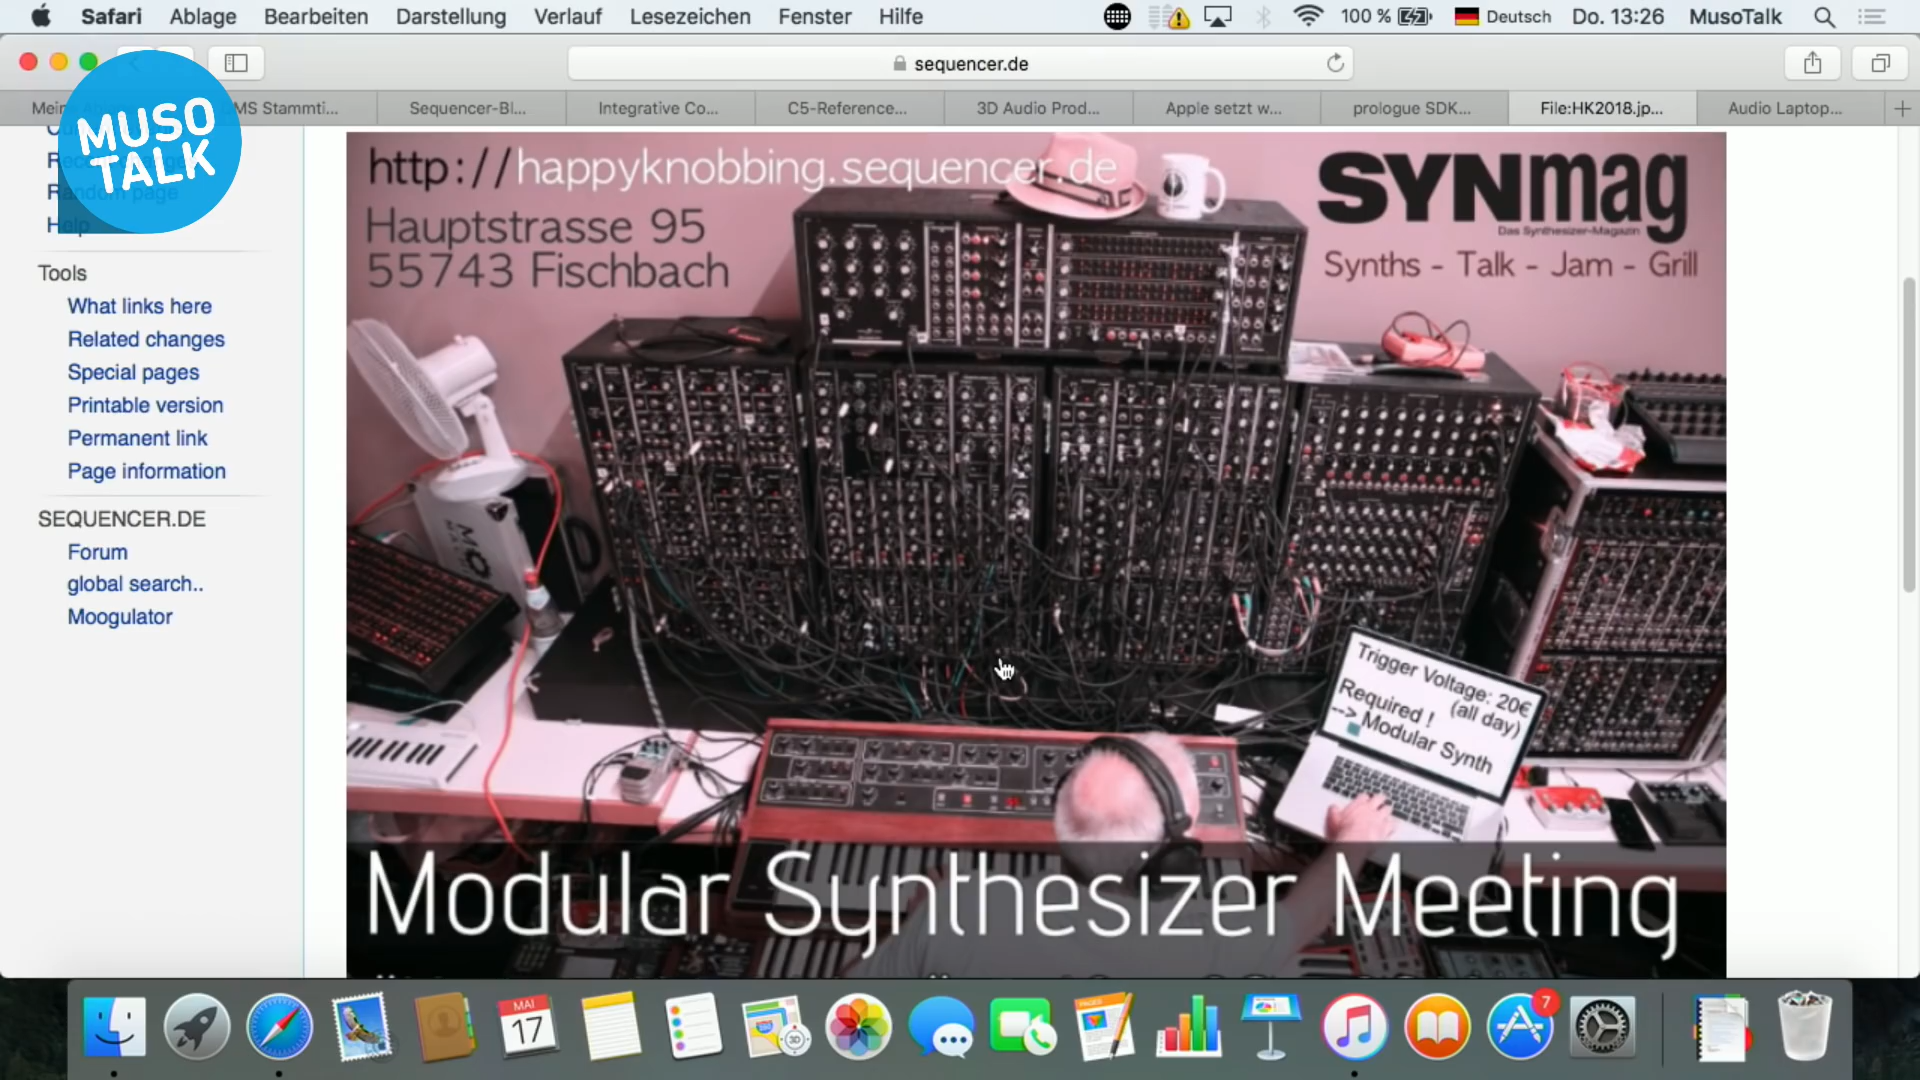 Safari Ablage Bearbeiten Darstellung Verlauf Lesezeichen Fenster Hilfe 100 % Deutsch Do. 13:26 MusoTalk
sequencer.de
MS Stammti... Sequencer-Bl... Integrative Co... C5-Reference... 3D Audio Prod... Apple setzt w... prologue SDK... File:HK2018.jp... Audio Laptop...
MUSO
TALK
Random page
Help
Tools
What links here
Related changes
Special pages
Printable version
Permanent link
Page information
SEQUENCER.DE
Forum
global search..
Moogulator
http://happyknobbing.sequencer.de
Hauptstrasse 95
55743 Fischbach
SYNmag
Das Synthesizer-Magazin
Synths - Talk - Jam - Grill
Trigger Voltage: 20€
(all day)
Required !
--> Modular Synth
Modular Synthesizer Meeting
MAI
17
PAGES
3D
7